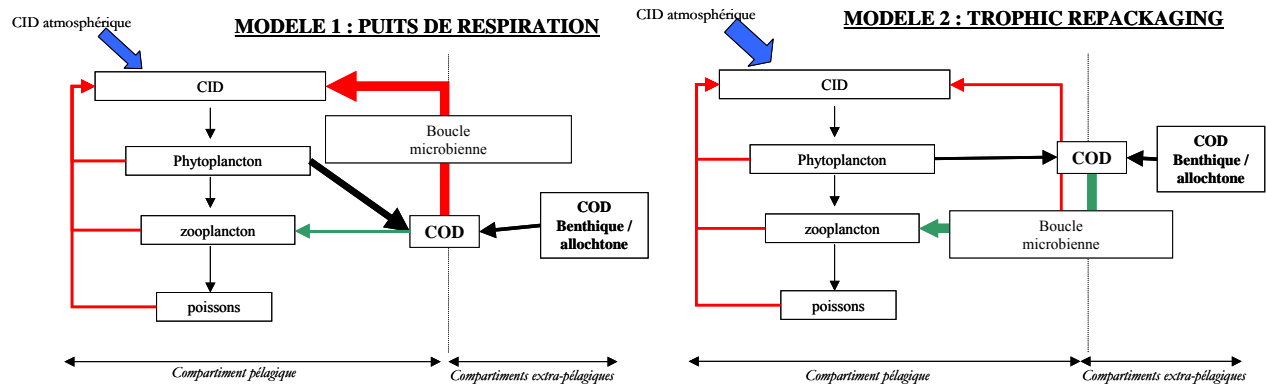 CID atmosphérique
MODELE 1 : PUITS DE RESPIRATION
CID
Boucle
microbienne
Phytoplancton
COD
Benthique /
allochtone
zooplancton
COD
poissons
Compartiment pélagique
Compartiments extra-pélagiques
CID atmosphérique
MODELE 2 : TROPHIC REPACKAGING
CID
Phytoplancton
COD
COD
Benthique /
allochtone
zooplancton
Boucle
microbienne
poissons
Compartiment pélagique
Compartiments extra-pélagiques